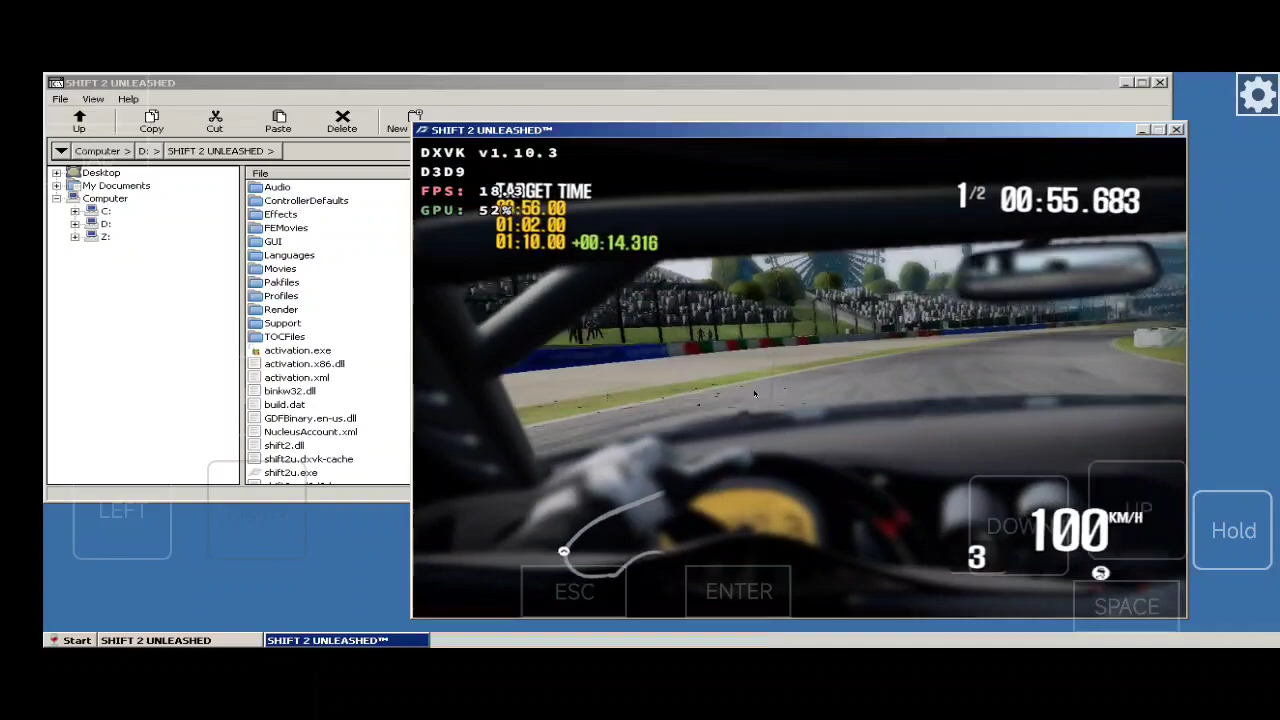 SHIFT 2 UNLEASHED
File View Help
Up Copy Cut Paste Delete New
Computer > D: > SHIFT 2 UNLEASHED >
Desktop
My Documents
Computer
C:
D:
Z:
File
Audio
ControllerDefaults
Effects
FEMovies
GUI
Languages
Movies
Pakfiles
Profiles
Render
Support
TOCFiles
activation.exe
activation.x86.dll
activation.xml
binkw32.dll
build.dat
GDFBinary.en-us.dll
NucleusAccount.xml
shift2.dll
shift2u.dxvk-cache
shift2u.exe
SHIFT 2 UNLEASHED™
DXVK v1.10.3
D3D9
FPS:
GPU: 52%
TARGET TIME
00:56.00
01:02.00
01:10.00 +00:14.316
1/2 00:55.683
100 KM/H
3
LEFT
DOWN
UP
Hold
ESC
ENTER
SPACE
Start SHIFT 2 UNLEASHED SHIFT 2 UNLEASHED™